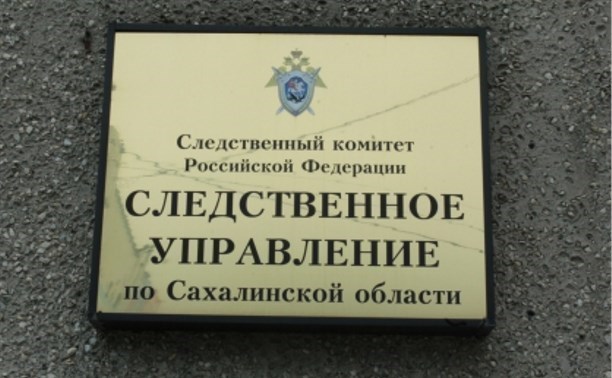 Следственный комитет
Российской Федерации
СЛЕДСТВЕННОЕ
УПРАВЛЕНИЕ
по Сахалинской области